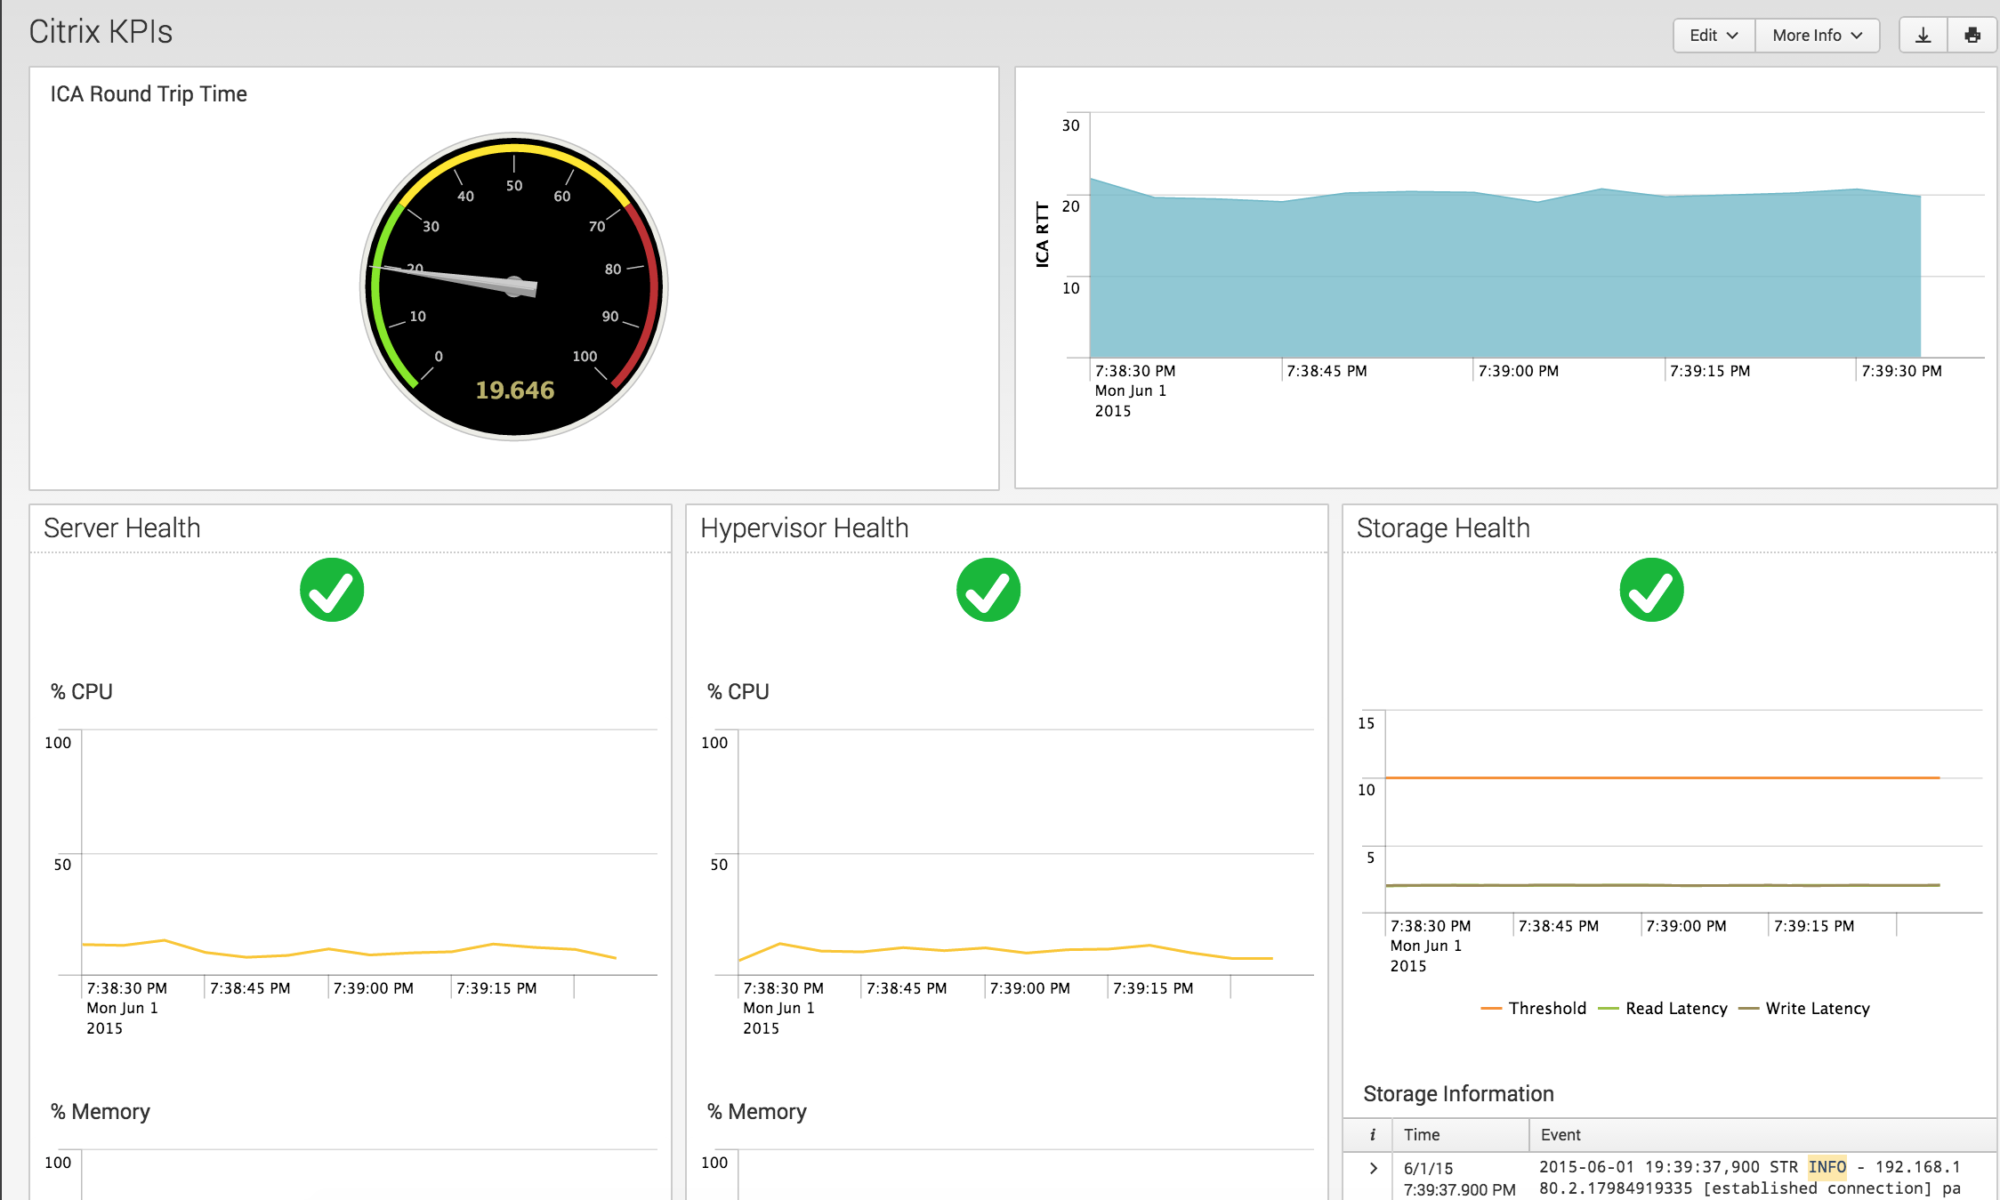 Citrix KPIs
Edit
More Info
ICA Round Trip Time
0
10
20
30
40
50
60
70
80
90
100
19.646
ICA RTT
30
20
10
7:38:30 PM
Mon Jun 1
2015
7:38:45 PM
7:39:00 PM
7:39:15 PM
7:39:30 PM
Server Health
% CPU
100
50
7:38:30 PM
Mon Jun 1
2015
7:38:45 PM
7:39:00 PM
7:39:15 PM
% Memory
100
Hypervisor Health
% CPU
100
50
7:38:30 PM
Mon Jun 1
2015
7:38:45 PM
7:39:00 PM
7:39:15 PM
% Memory
100
Storage Health
15
10
5
7:38:30 PM
Mon Jun 1
2015
7:38:45 PM
7:39:00 PM
7:39:15 PM
Threshold
Read Latency
Write Latency
Storage Information
i
Time
Event
6/1/15
7:39:37.900 PM
2015-06-01 19:39:37,900 STR INFO - 192.168.1
80.2.17984919335 [established connection] pa